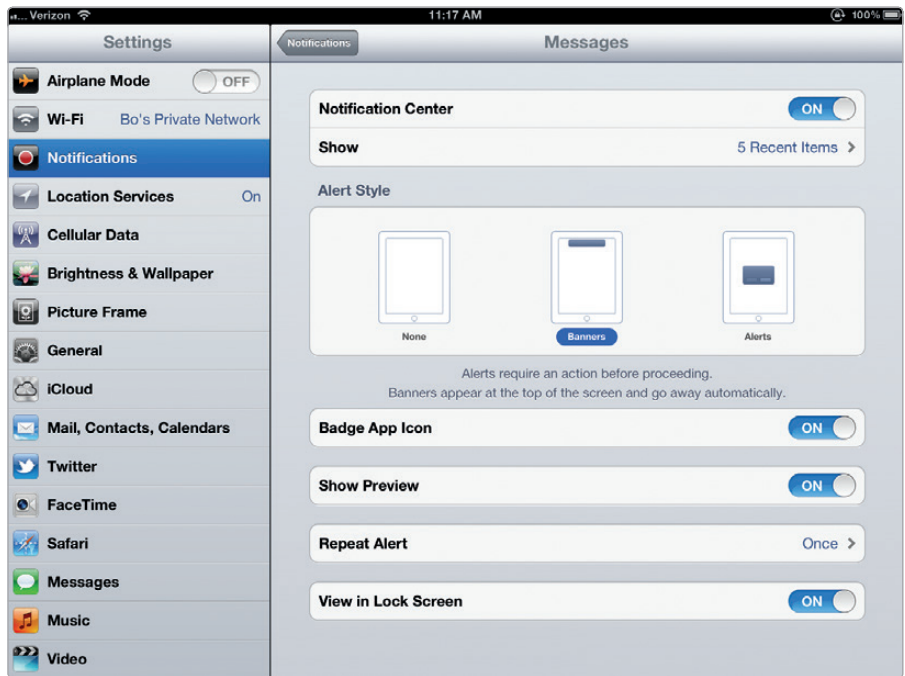 ... Verizon
11:17 AM
100%
Settings
Airplane Mode OFF
Wi-Fi Bo's Private Network
Notifications
Location Services On
Cellular Data
Brightness & Wallpaper
Picture Frame
General
iCloud
Mail, Contacts, Calendars
Twitter
FaceTime
Safari
Messages
Music
Video
Notifications
Messages
Notification Center ON
Show 5 Recent Items
Alert Style
None
Banners
Alerts
Alerts require an action before proceeding.
Banners appear at the top of the screen and go away automatically.
Badge App Icon ON
Show Preview ON
Repeat Alert Once
View in Lock Screen ON